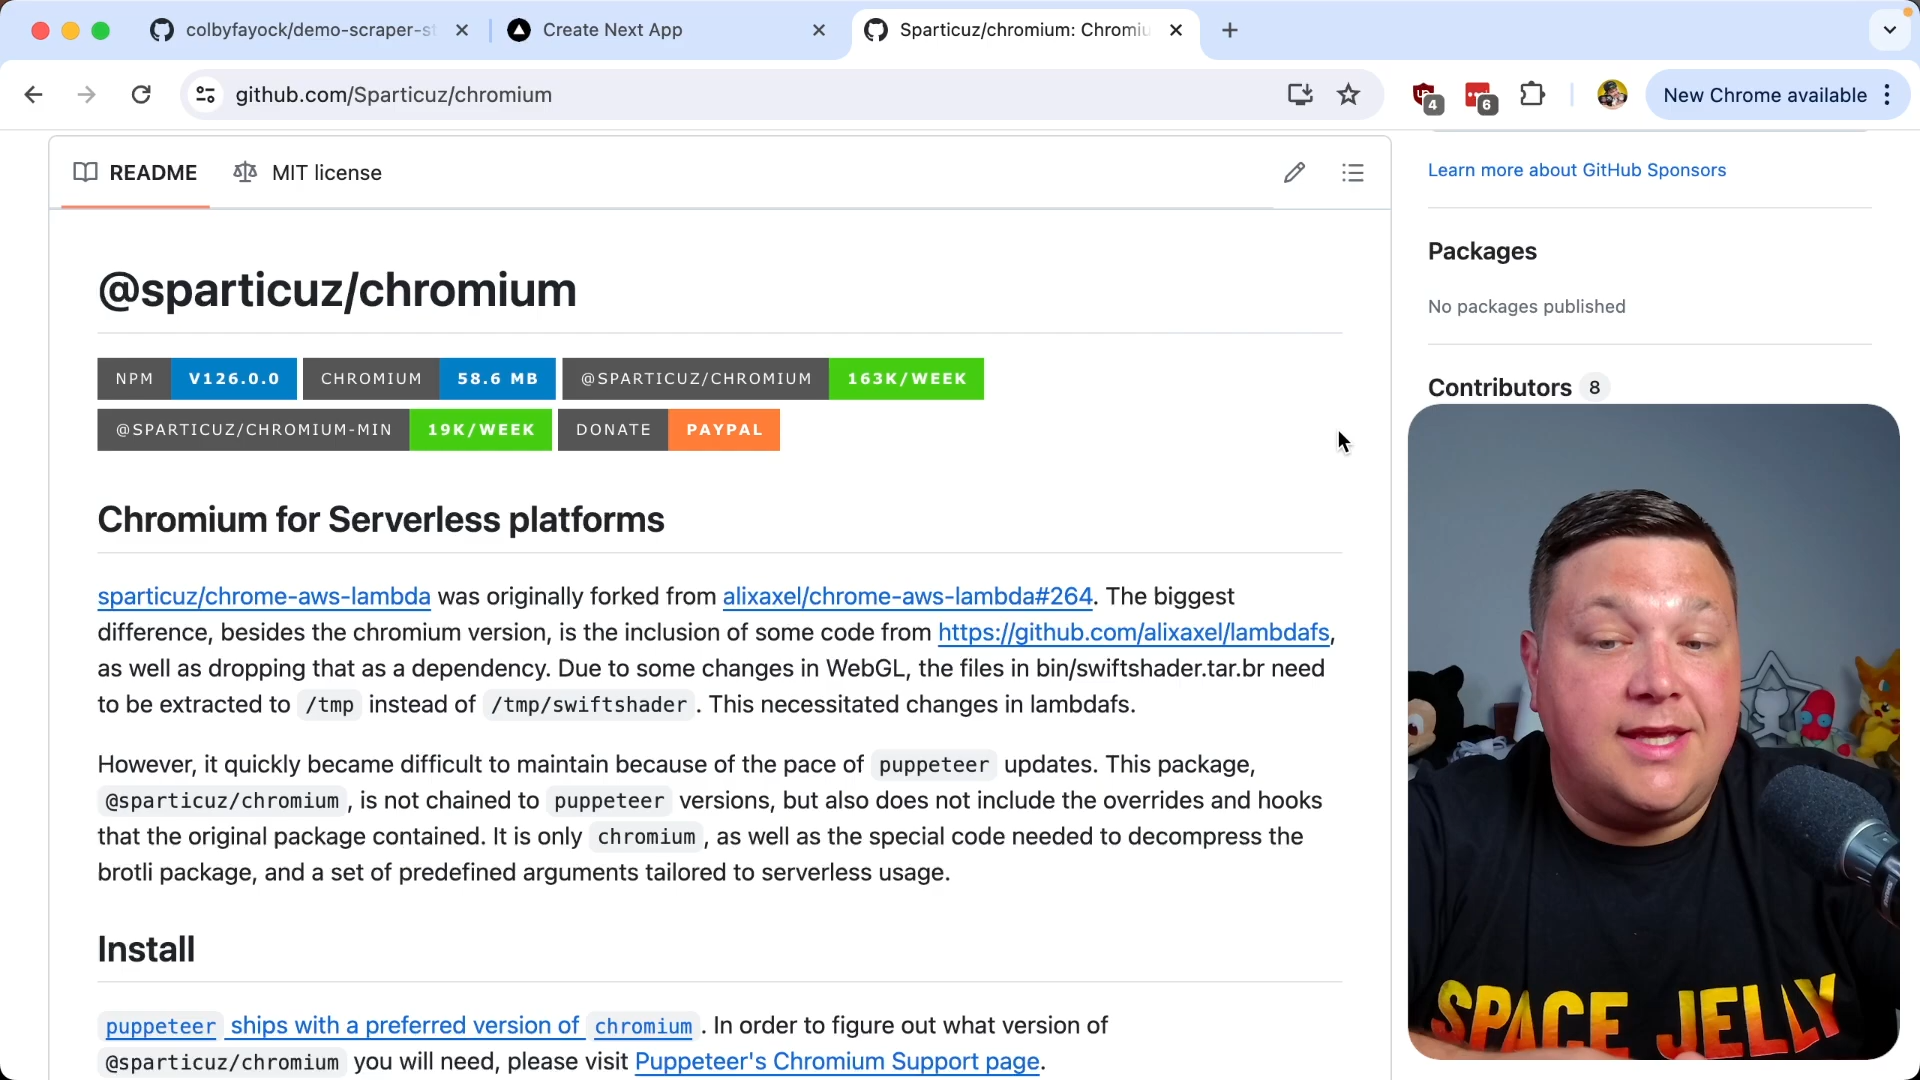 colbyfayock/demo-scraper-st
Create Next App
Sparticuz/chromium: Chromiu
github.com/Sparticuz/chromium
4
6
New Chrome available
README
MIT license
Learn more about GitHub Sponsors
@sparticuz/chromium
Packages
No packages published
NPM V126.0.0 CHROMIUM 58.6 MB @SPARTICUZ/CHROMIUM 163K/WEEK
Contributors 8
@SPARTICUZ/CHROMIUM-MIN 19K/WEEK DONATE PAYPAL
Chromium for Serverless platforms
sparticuz/chrome-aws-lambda was originally forked from alixaxel/chrome-aws-lambda#264. The biggest
difference, besides the chromium version, is the inclusion of some code from https://github.com/alixaxel/lambdafs,
as well as dropping that as a dependency. Due to some changes in WebGL, the files in bin/swiftshader.tar.br need
to be extracted to /tmp instead of /tmp/swiftshader. This necessitated changes in lambdafs.
However, it quickly became difficult to maintain because of the pace of puppeteer updates. This package,
@sparticuz/chromium, is not chained to puppeteer versions, but also does not include the overrides and hooks
that the original package contained. It is only chromium, as well as the special code needed to decompress the
brotli package, and a set of predefined arguments tailored to serverless usage.
Install
puppeteer ships with a preferred version of chromium. In order to figure out what version of
@sparticuz/chromium you will need, please visit Puppeteer's Chromium Support page.
SPACE JELLY